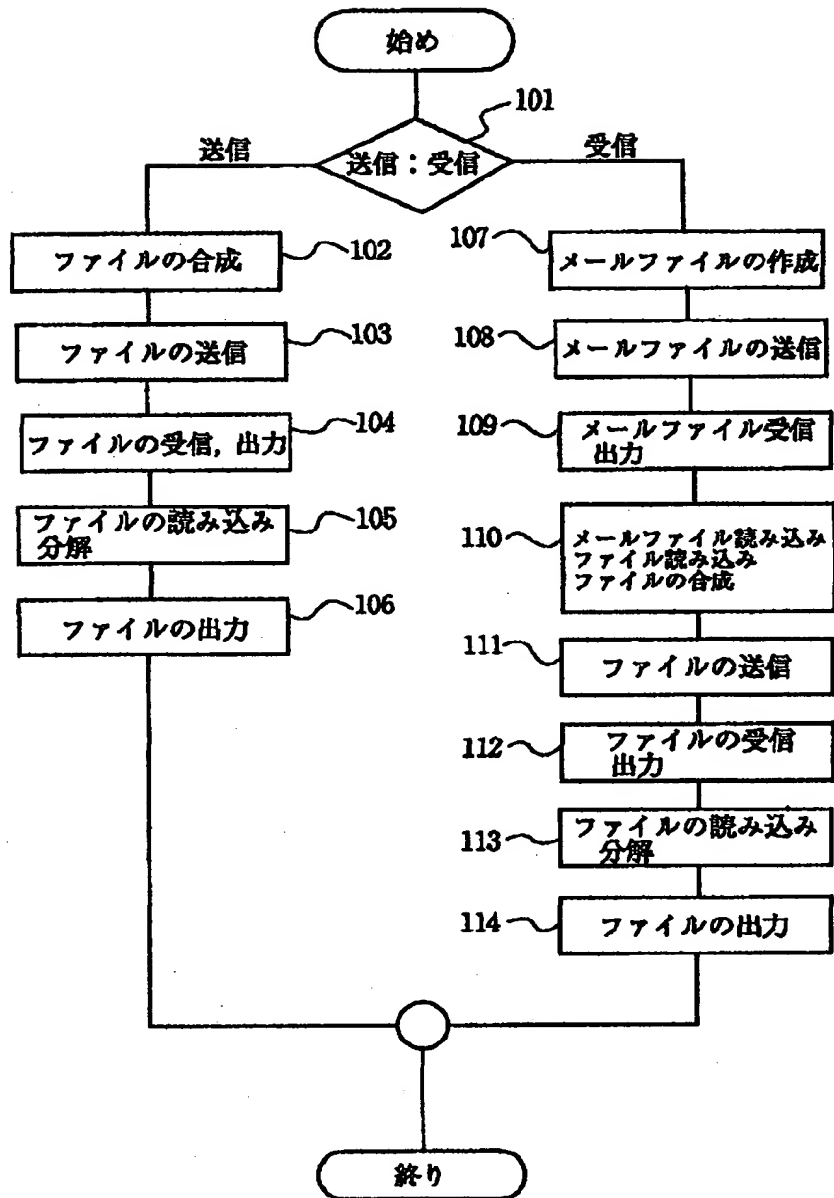 始め
101
送信：受信
送信
受信
ファイルの合成
102
ファイルの送信
103
ファイルの受信，出力
104
ファイルの読み込み
分解
105
ファイルの出力
106
107
メールファイルの作成
108
メールファイルの送信
109
メールファイル受信
出力
110
メールファイル読み込み
ファイル読み込み
ファイルの合成
111
ファイルの送信
112
ファイルの受信
出力
113
ファイルの読み込み
分解
114
ファイルの出力
終り